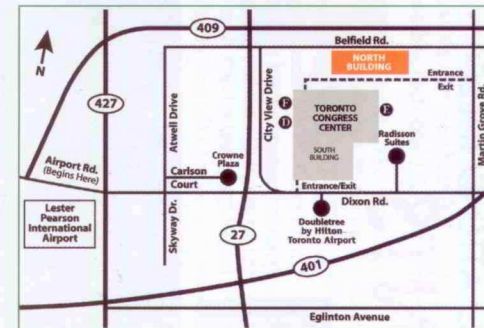 409
Belfield Rd.
NORTH
BUILDING
Entrance
Exit
N
427
Atwell Drive
City View Drive
F
D
TORONTO
CONGRESS
CENTER
E
SOUTH
BUILDING
Radisson
Suites
Martin Grove Rd.
Airport Rd.
(Begins Here)
Crowne
Plaza
Carlson
Court
Entrance/Exit
Dixon Rd.
Lester
Pearson
International
Airport
Skyway Dr.
27
Doubletree
by Hilton
Toronto Airport
401
Eglinton Avenue